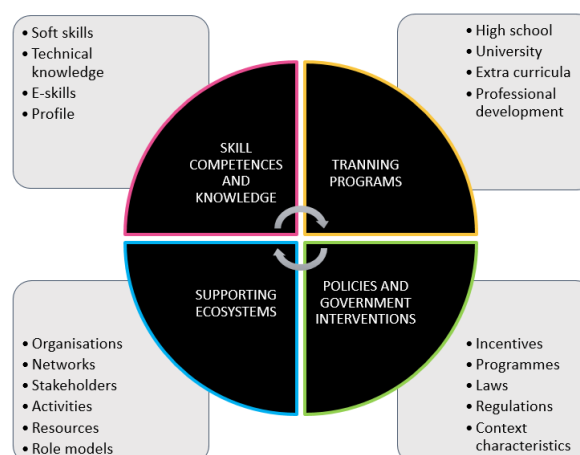 • Soft skills
• Technical
knowledge
• E-skills
• Profile
• High school
• University
• Extra curricula
• Professional
development
SKILL
COMPETENCES
AND
KNOWLEDGE
TRANNING
PROGRAMS
SUPPORTING
ECOSYSTEMS
POLICIES AND
GOVERNMENT
INTERVENTIONS
• Organisations
• Networks
• Stakeholders
• Activities
• Resources
• Role models
• Incentives
• Programmes
• Laws
• Regulations
• Context
characteristics